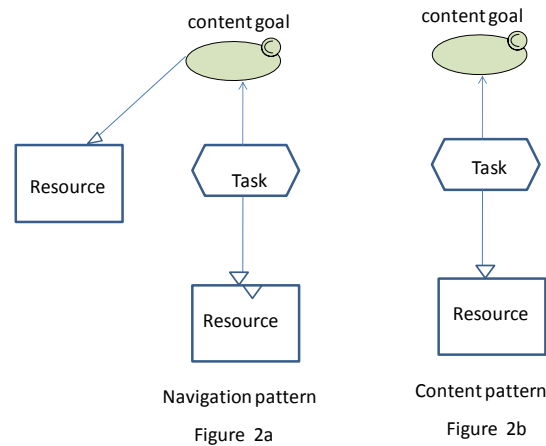 content goal
C
Resource
Task
Resource
Navigation pattern
Figure 2a
content goal
C
Task
Resource
Content pattern
Figure 2b